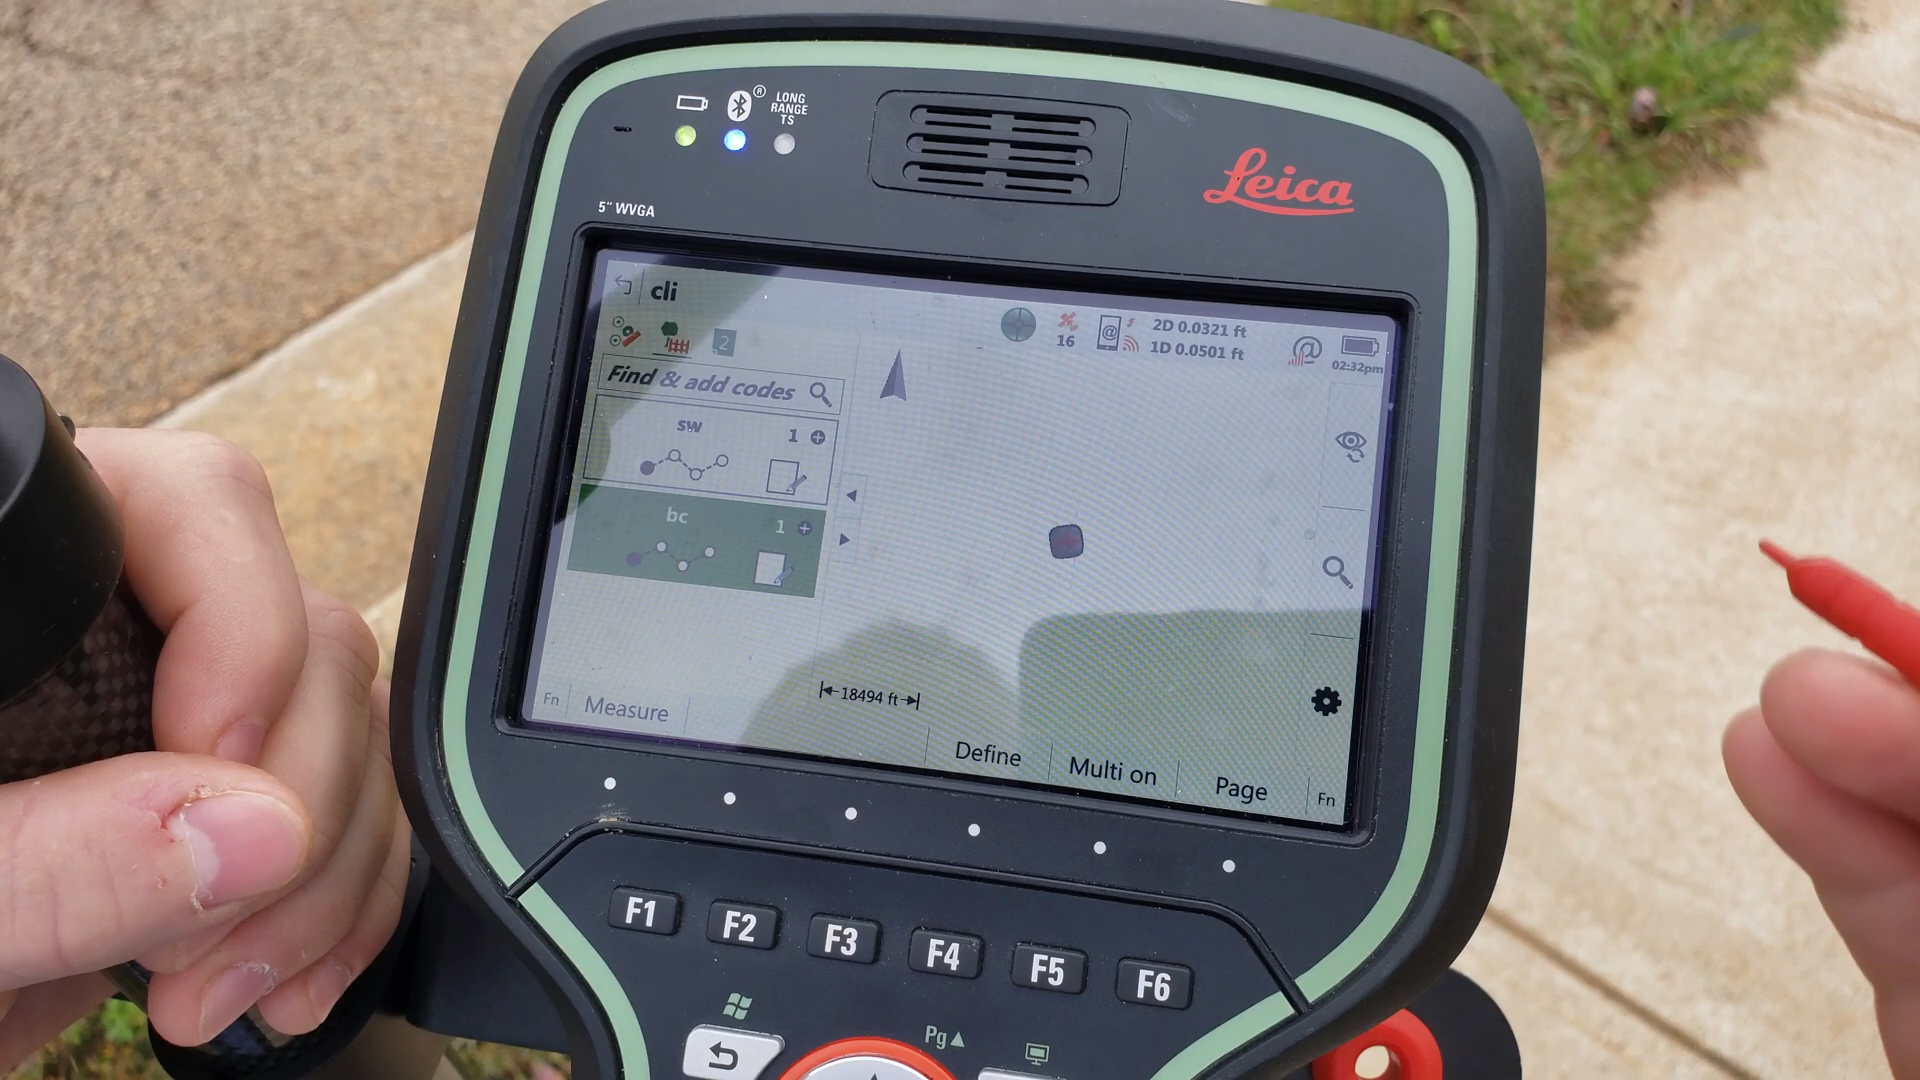 ®
LONG
RANGE
TS
Leica
5" WVGA
cli
2
16
@
2D 0.0321 ft
1D 0.0501 ft
@
02:32pm
Find & add codes
sw
1
bc
1
18494 ft
Fn
Measure
Define
Multi on
Page
Fn
F1
F2
F3
F4
F5
F6
Pg